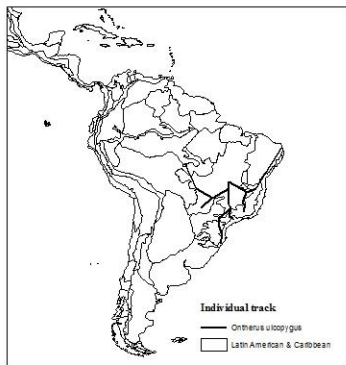 Individual track
Ontherus ulcopygus
Latin American & Caribbean